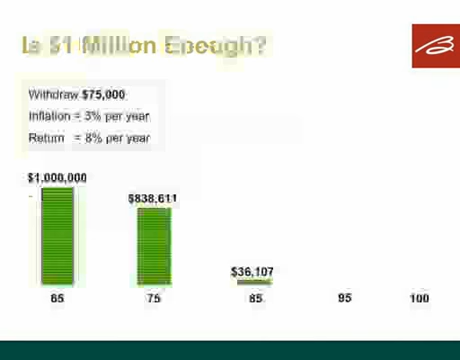 Is $1 Million Enough?
Withdraw $75,000
Inflation = 3% per year
Return = 8% per year
$1,000,000
$838,611
$36,107
65 75 85 95 100